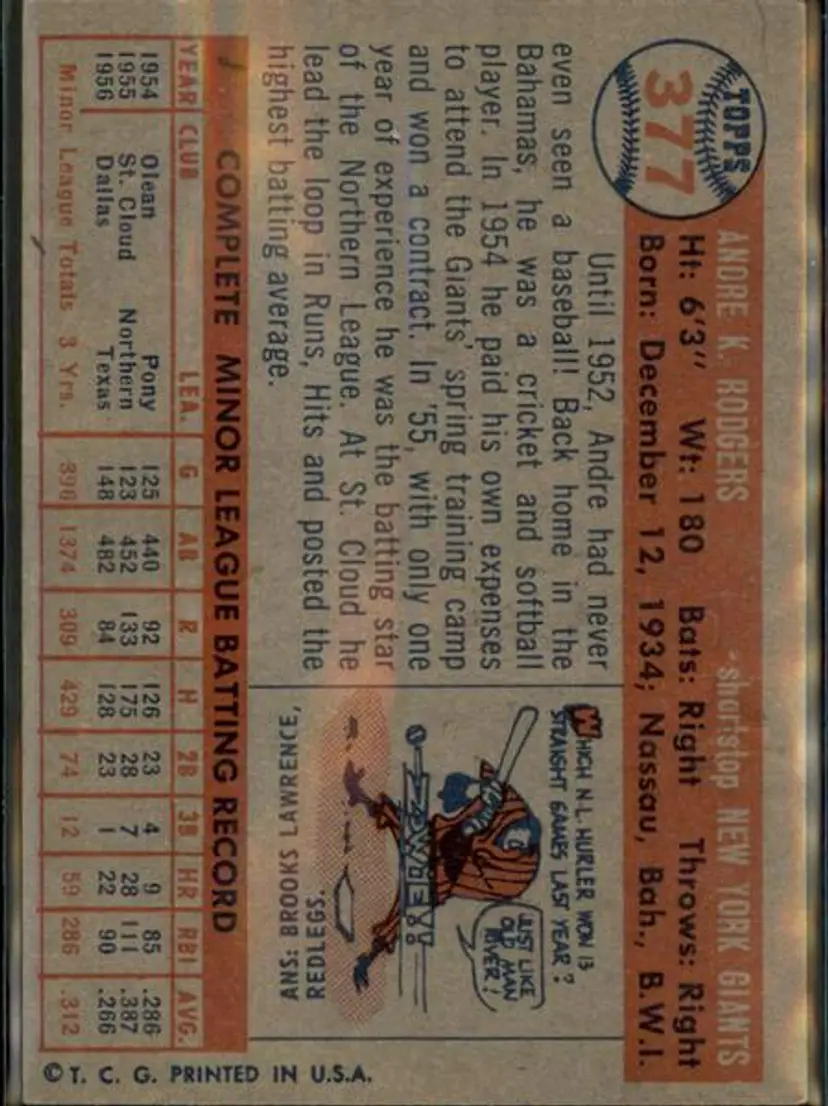 TOPPS
377
ANDRE K. RODGERS shortstop NEW YORK GIANTS
Ht: 6'3" Wt: 180 Bats: Right Throws: Right
Born: December 12, 1934; Nassau, Bah., B.W.I.
Until 1952, Andre had never
even seen a baseball! Back home in the
Bahamas, he was a cricket and softball
player. In 1954 he paid his own expenses
to attend the Giants' spring training camp
and won a contract. In '55, with only one
year of experience he was the batting star
of the Northern League. At St. Cloud he
lead the loop in Runs, Hits and posted the
highest batting average.
WHICH N.L. HURLER WON 13
STRAIGHT GAMES LAST YEAR?
JUST LIKE
OLD MAN
RIVER!
POWIE!!
ANS: BROOKS LAWRENCE,
REDLEGS.
COMPLETE MINOR LEAGUE BATTING RECORD
YEAR CLUB LEA. G AB R H 2B 3B HR RBI AVG.
1954 Olean Pony 125 440 92 126 23 4 9 85 .286
1955 St. Cloud Northern 123 452 133 175 28 7 28 111 .387
1956 Dallas Texas 148 482 84 128 23 1 22 90 .266
Minor League Totals 3 Yrs. 396 1374 309 429 74 12 59 286 .312
© T. C. G. PRINTED IN U.S.A.